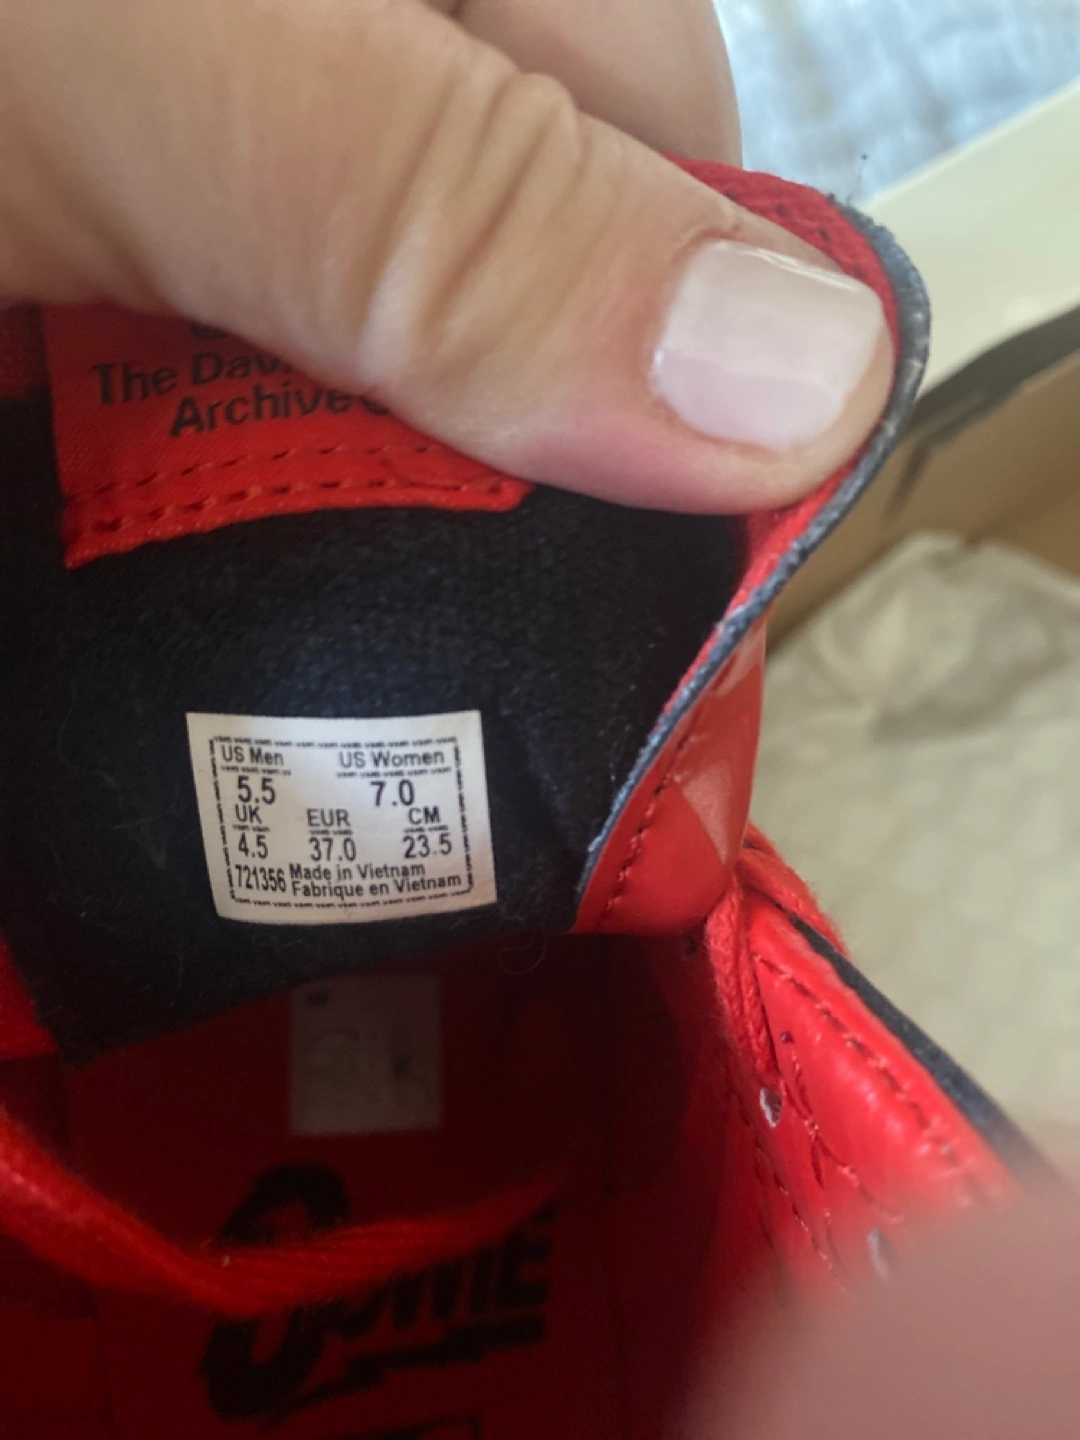 The Dav
Archive
US Men US Women
5.5 7.0
UK EUR CM
4.5 37.0 23.5
721356 Made in Vietnam
Fabrique en Vietnam